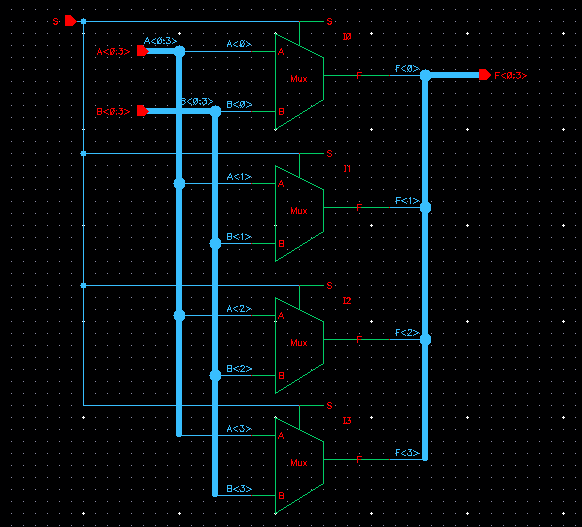 S S
I0
A<0:3> A<0:3> A<0> A
F<0>
Mux F F<0:3>
B<0:3> B<0:3> B<0> B
S
I1
A<1> A
F<1>
Mux F
B<1> B
S
I2
A<2> A
F<2>
Mux F
B<2> B
S
I3
A<3> A
F<3>
Mux F
B<3> B